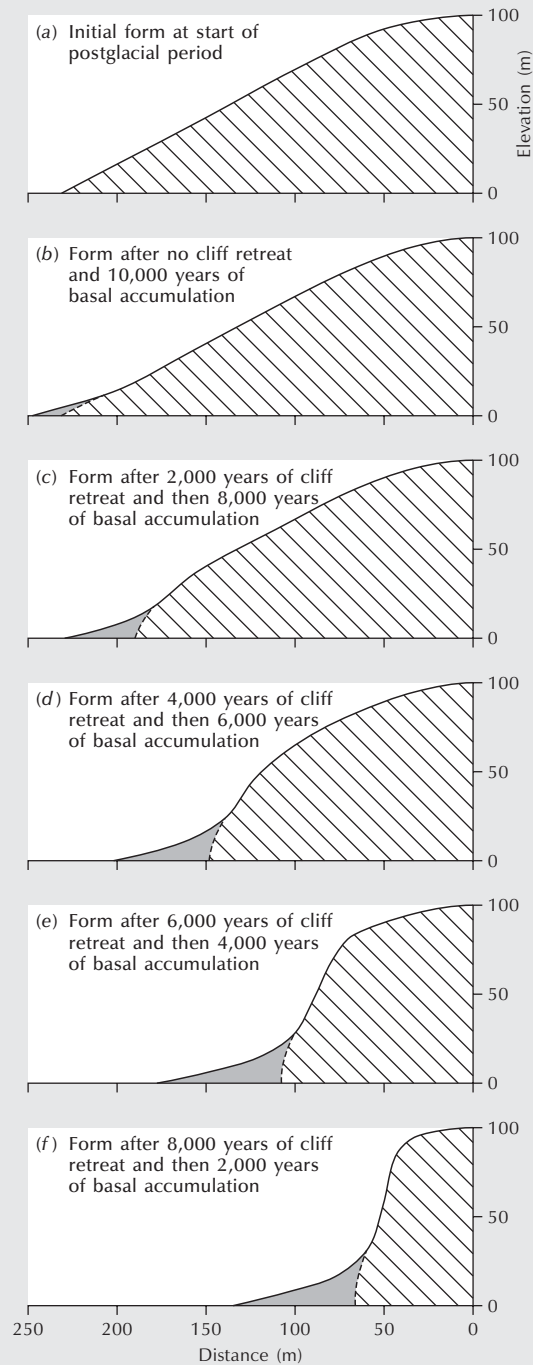 (a) Initial form at start of
postglacial period
100
50
0
Elevation (m)
(b) Form after no cliff retreat
and 10,000 years of
basal accumulation
100
50
0
(c) Form after 2,000 years of cliff
retreat and then 8,000 years
of basal accumulation
100
50
0
(d) Form after 4,000 years of cliff
retreat and then 6,000 years
of basal accumulation
100
50
0
(e) Form after 6,000 years of cliff
retreat and then 4,000 years
of basal accumulation
100
50
0
(f) Form after 8,000 years of cliff
retreat and then 2,000 years
of basal accumulation
100
50
0
250 200 150 100 50 0
Distance (m)